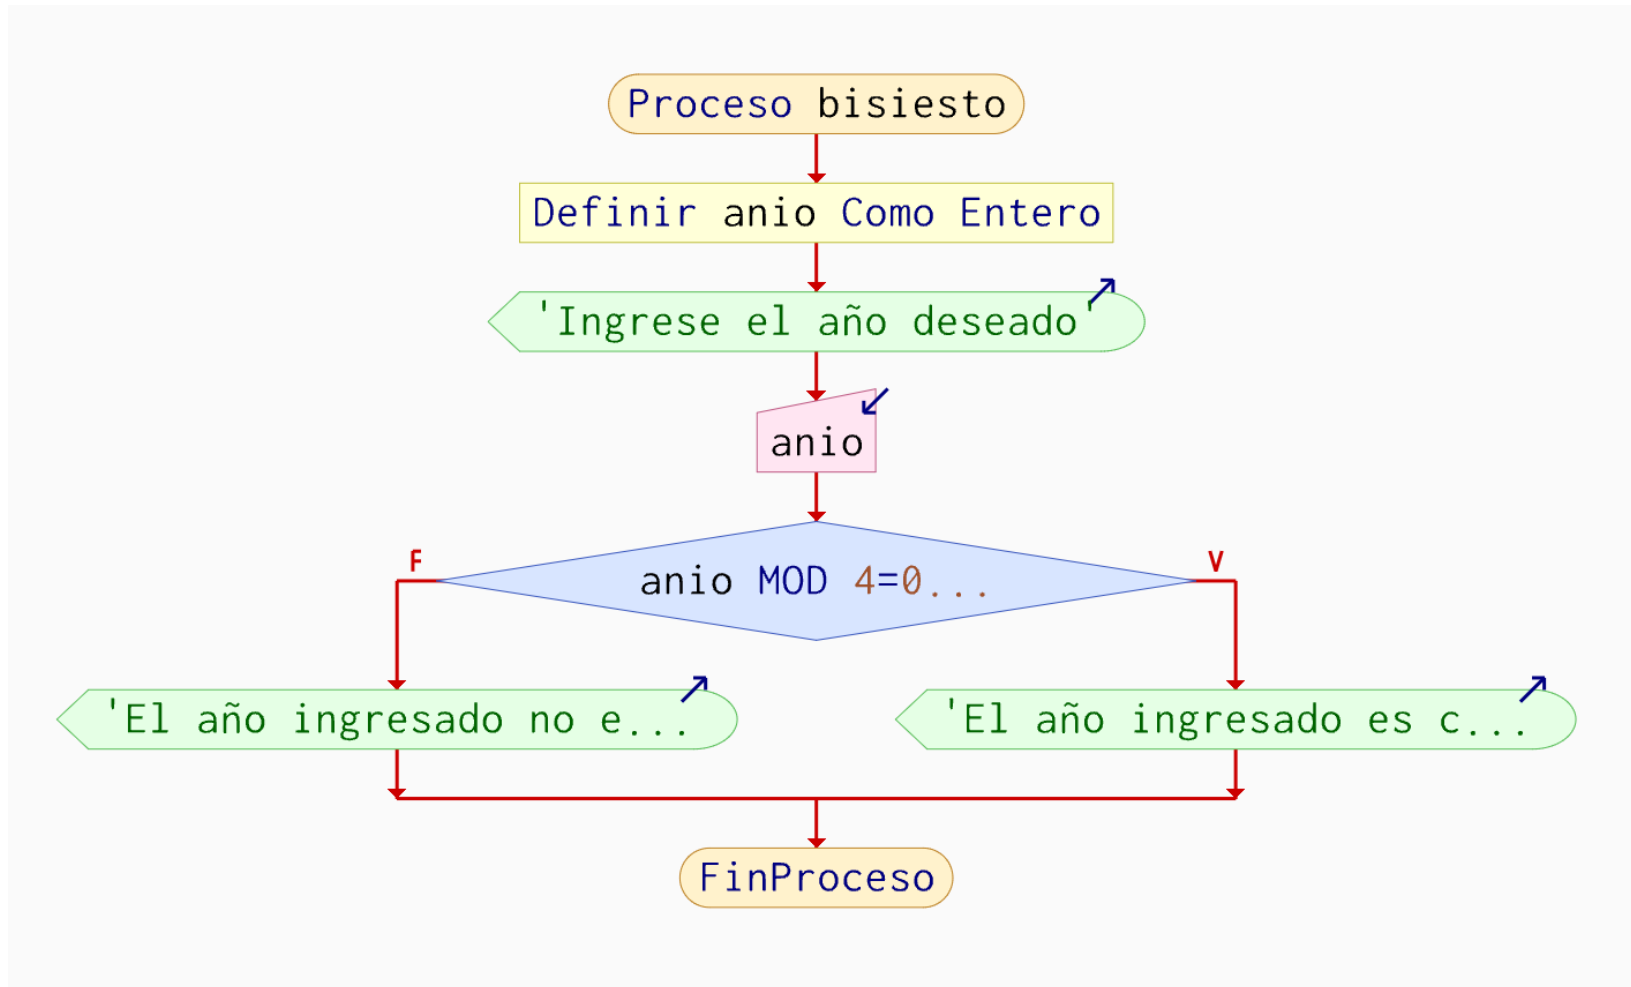 Proceso bisiesto
Definir anio Como Entero
'Ingrese el año deseado'
anio
F
V
anio MOD 4=0...
'El año ingresado no e...
'El año ingresado es c...
FinProceso